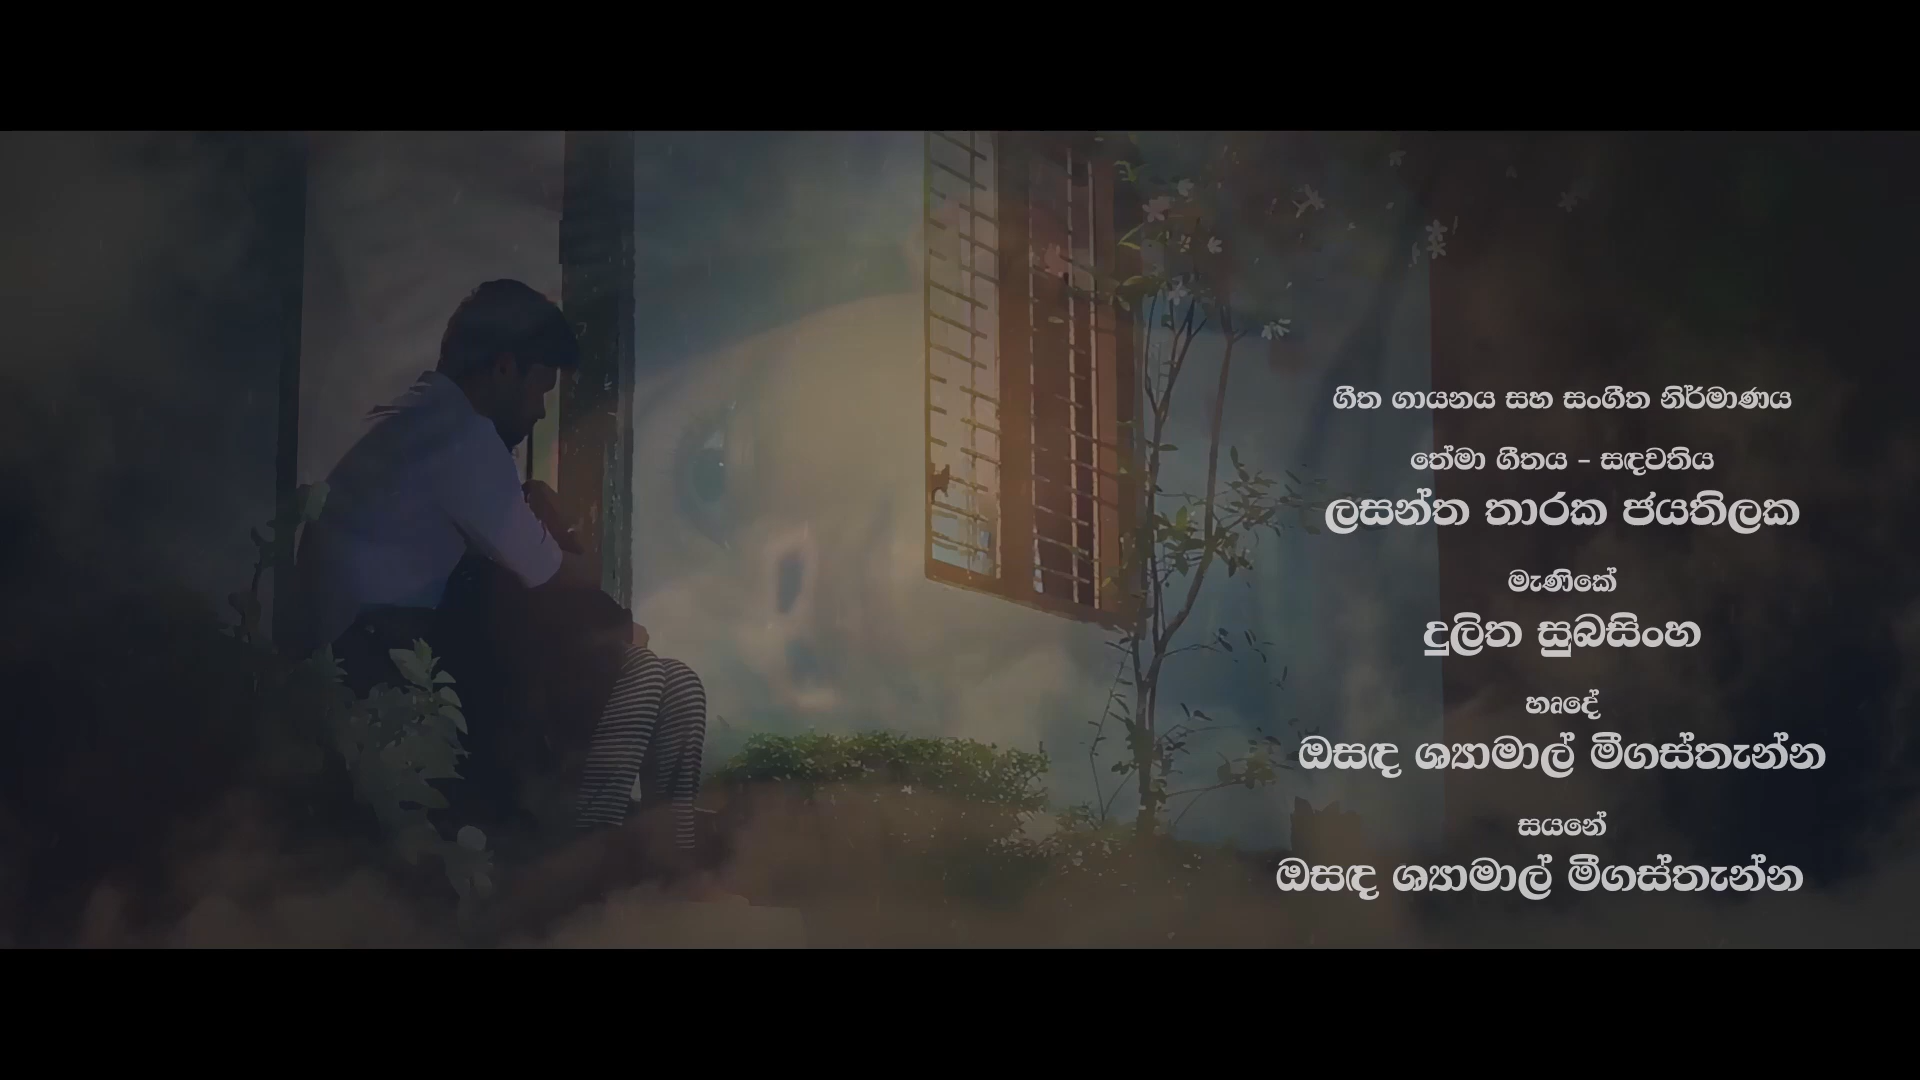 ගීත ගායනය සහ සංගීත නිර්මාණය
තේමා ගීතය - සඳවතිය
ලසන්ත තාරක ජයතිලක
මැණිකේ
දුලිත සුබසිංහ
හෘදේ
ඔසඳ ශ්‍යාමාල් මීගස්තැන්න
සයනේ
ඔසඳ ශ්‍යාමාල් මීගස්තැන්න